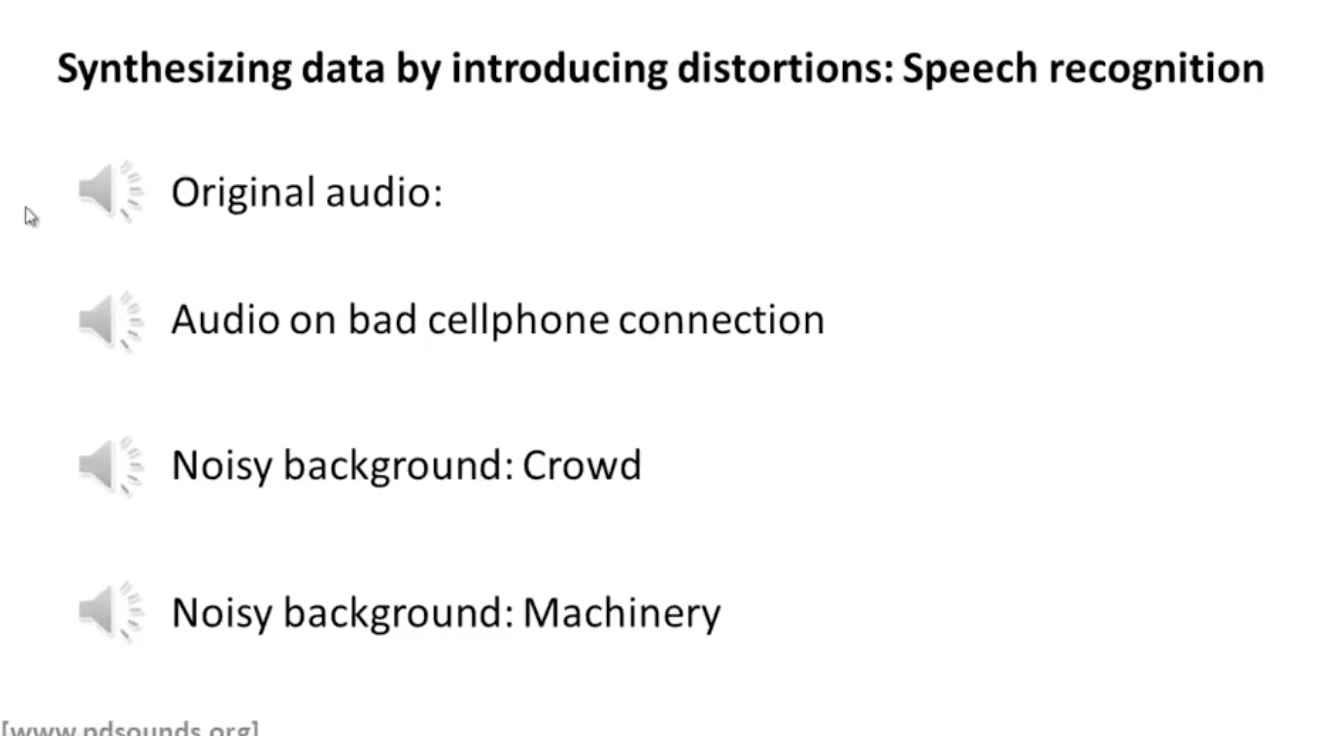 Synthesizing data by introducing distortions: Speech recognition
Original audio:
Audio on bad cellphone connection
Noisy background: Crowd
Noisy background: Machinery
[www.pdsounds.org]